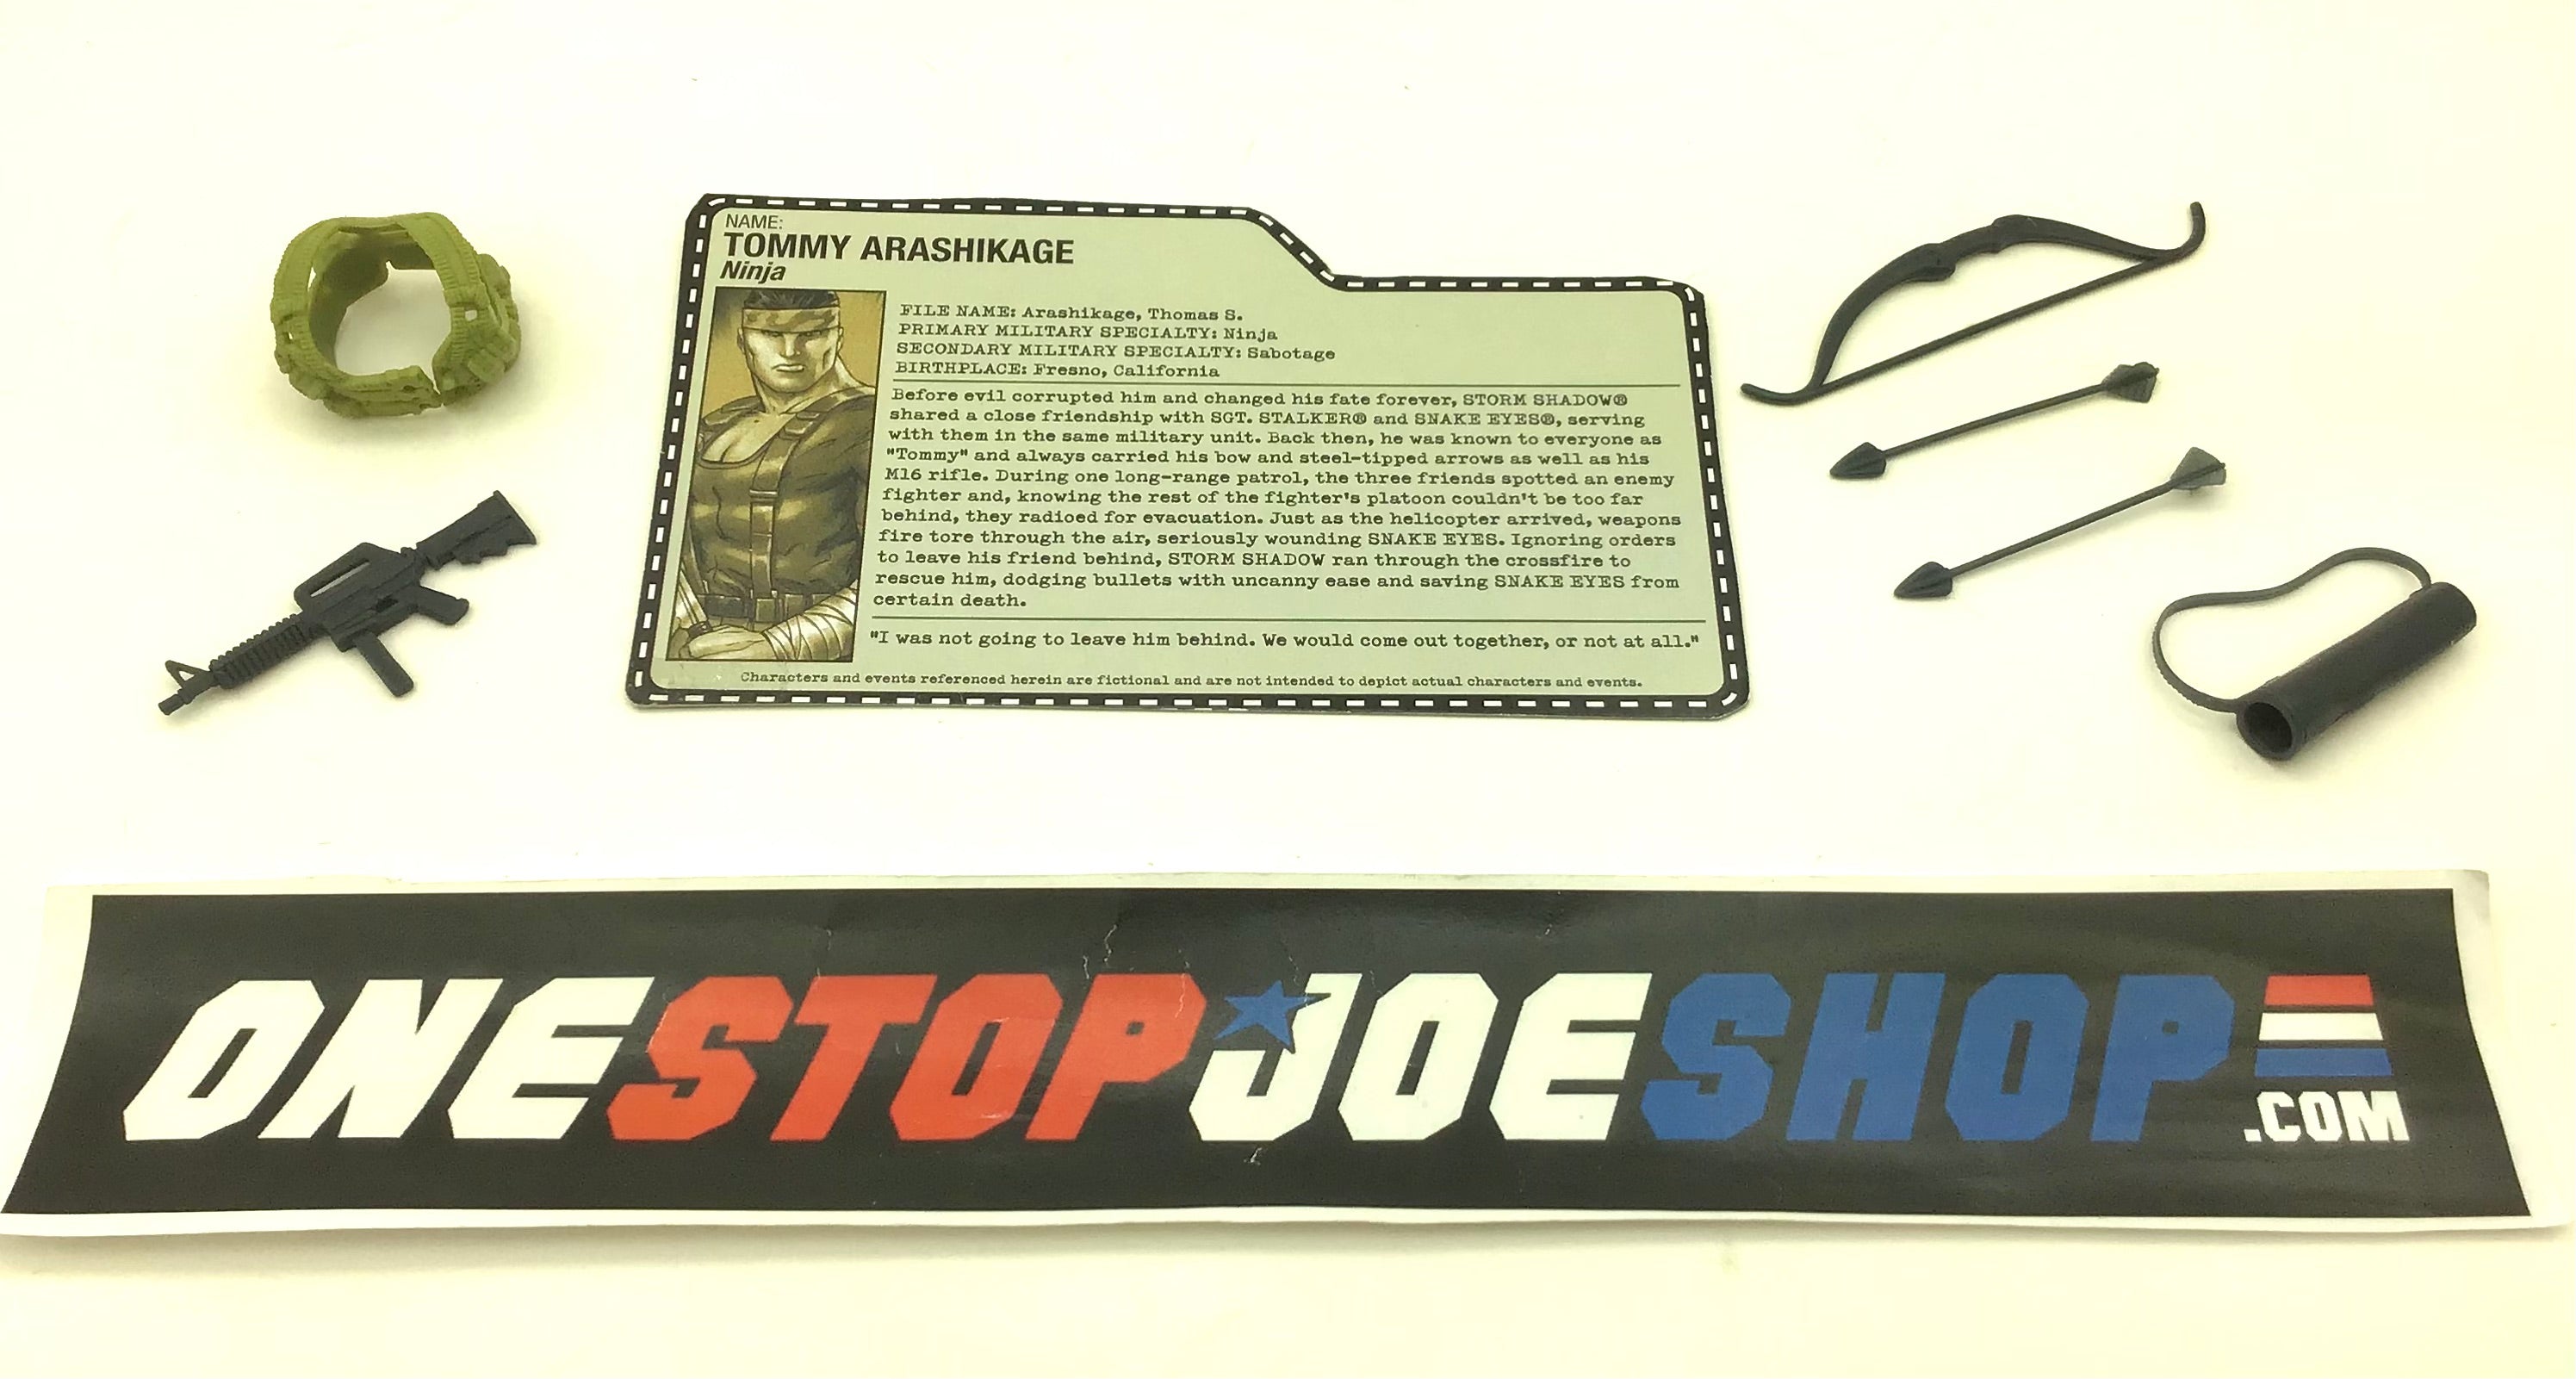 NAME:
TOMMY ARASHIKAGE
Ninja
FILE NAME: Arashikage, Thomas S.
PRIMARY MILITARY SPECIALTY: Ninja
SECONDARY MILITARY SPECIALTY: Sabotage
BIRTHPLACE: Fresno, California
Before evil corrupted him and changed his fate forever, STORM SHADOW®
shared a close friendship with SGT. STALKER® and SNAKE EYES®, serving
with them in the same military unit. Back then, he was known to everyone as
"Tommy" and always carried his bow and steel-tipped arrows as well as his
M16 rifle. During one long-range patrol, the three friends spotted an enemy
fighter and, knowing the rest of the fighter's platoon couldn't be too far
behind, they radioed for evacuation. Just as the helicopter arrived, weapons
fire tore through the air, seriously wounding SNAKE EYES. Ignoring orders
to leave his friend behind, STORM SHADOW ran through the crossfire to
rescue him, dodging bullets with uncanny ease and saving SNAKE EYES from
certain death.
"I was not going to leave him behind. We would come out together, or not at all."
Characters and events referenced herein are fictional and are not intended to depict actual characters and events.
ONESTOPJOESHOP
.COM